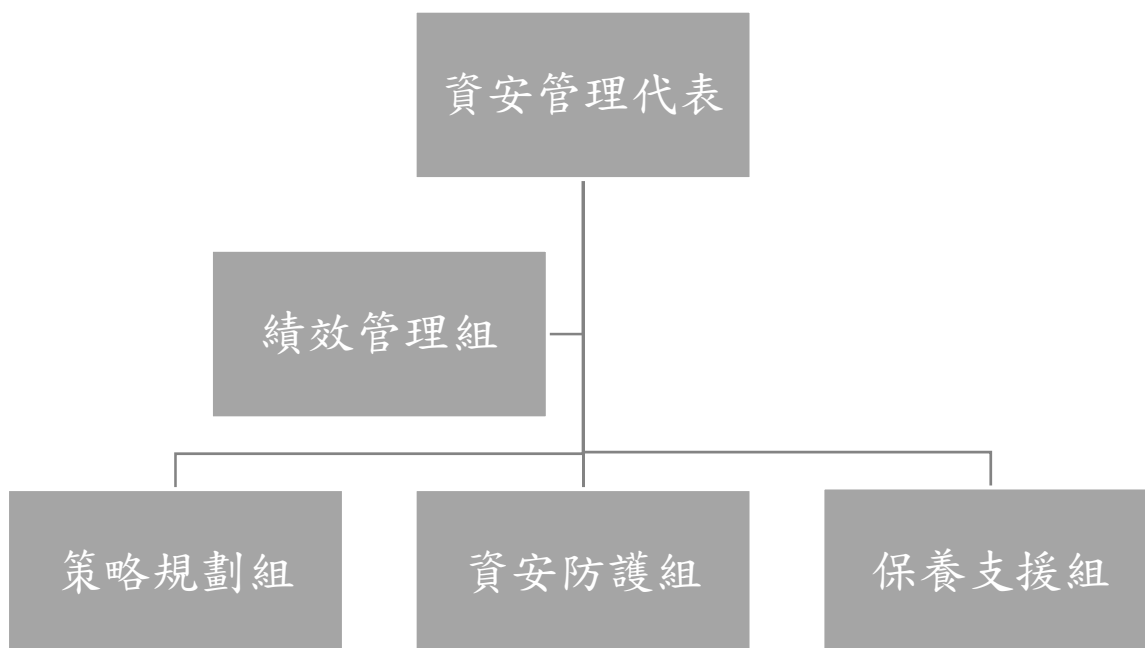 資安管理代表
績效管理組
策略規劃組
資安防護組
保養支援組